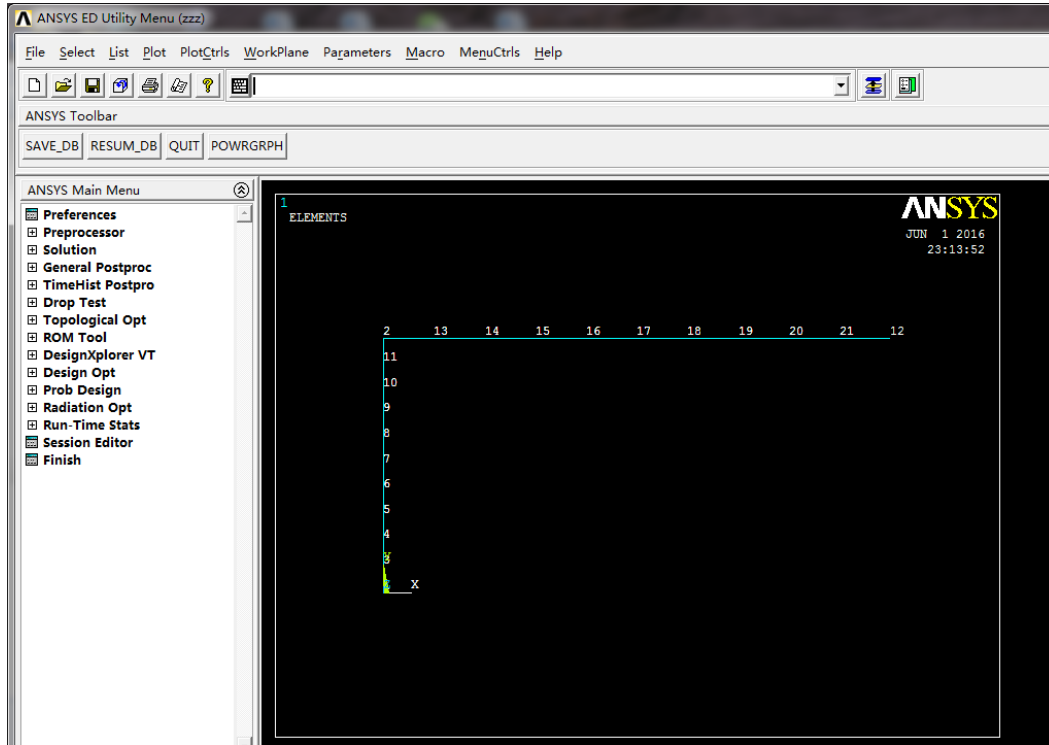 ANSYS ED Utility Menu (zzz)
File Select List Plot PlotCtrls WorkPlane Parameters Macro MenuCtrls Help
ANSYS Toolbar
SAVE_DB RESUM_DB QUIT POWRGRPH
ANSYS Main Menu
Preferences
Preprocessor
Solution
General Postproc
TimeHist Postpro
Drop Test
Topological Opt
ROM Tool
DesignXplorer VT
Design Opt
Prob Design
Radiation Opt
Run-Time Stats
Session Editor
Finish
1
ELEMENTS
ANSYS
JUN 1 2016
23:13:52
2 13 14 15 16 17 18 19 20 21 12
11
10
9
8
7
6
5
4
3
X